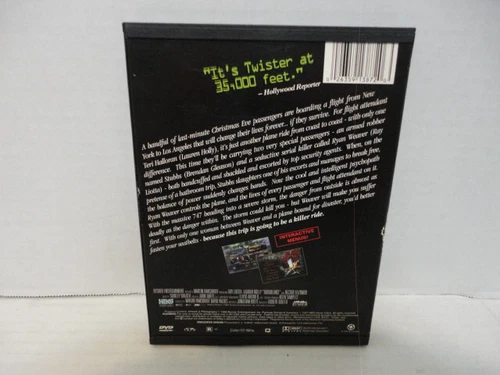 "It's Twister at
35,000 feet."
– Hollywood Reporter
A handful of last-minute Christmas Eve passengers are boarding a flight from New
York to Los Angeles that will change their lives forever... if they survive. For flight attendant
Teri Halloran (Lauren Holly), it's just another plane ride from coast to coast - with only one
difference. This time they'll be carrying two very special passengers - an armed robber
named Stubbs (Brendan Gleason) and a seductive serial killer called Ryan Weaver (Ray
Liotta) - both handcuffed and shackled and escorted by top security agents. When, on the
pretense of a bathroom trip, Stubbs slaughters one of his escorts and manages to break free,
the balance of power suddenly changes hands. Now the cool and intelligent psychopath
Ryan Weaver controls the plane, and the lives of every passenger and flight attendant on it.
With the massive 747 heading into a severe storm, the danger from outside is almost as
deadly as the danger within. The storm could kill you - but Weaver will make you suffer
first. With only one woman between Weaver and a plane bound for disaster, you'd better
fasten your seatbelts - because this trip is going to be a killer ride.
INTERACTIVE
MENUS!
DVD